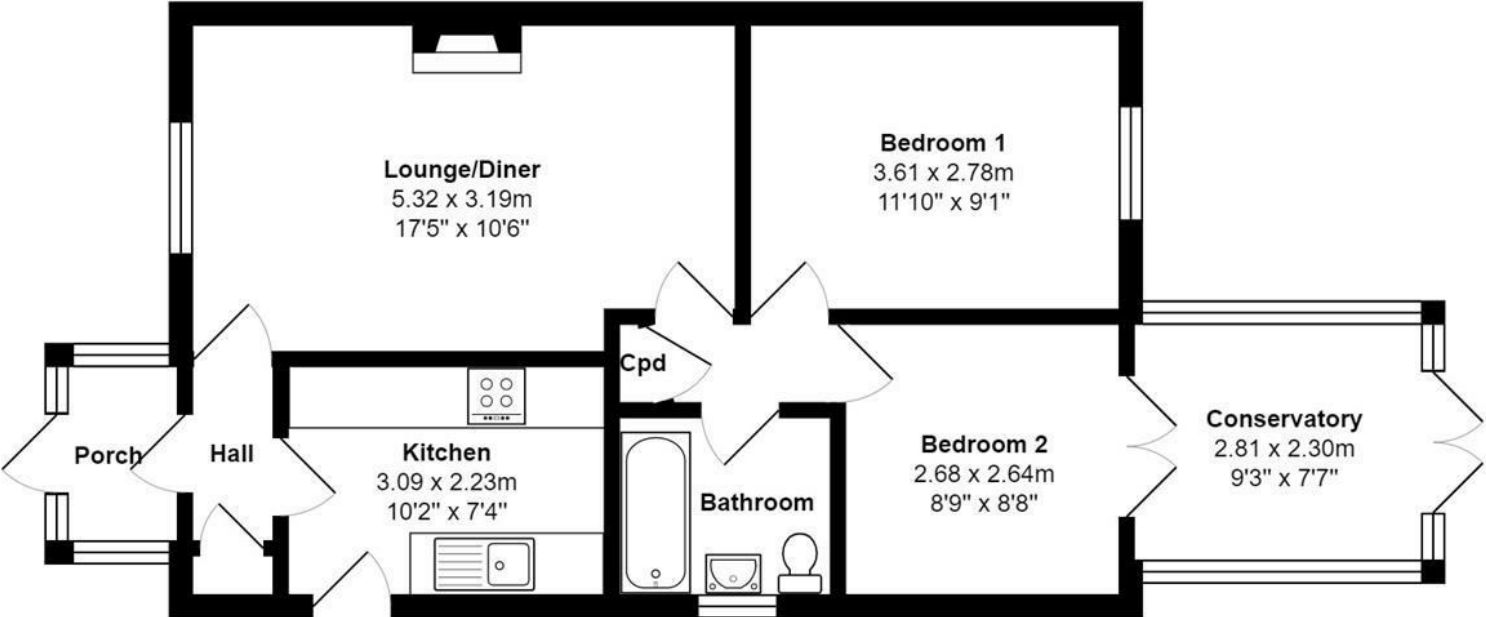 Lounge/Diner
5.32 x 3.19m
17'5" x 10'6"
Bedroom 1
3.61 x 2.78m
11'10" x 9'1"
Cpd
Porch
Hall
Kitchen
3.09 x 2.23m
10'2" x 7'4"
Bathroom
Bedroom 2
2.68 x 2.64m
8'9" x 8'8"
Conservatory
2.81 x 2.30m
9'3" x 7'7"